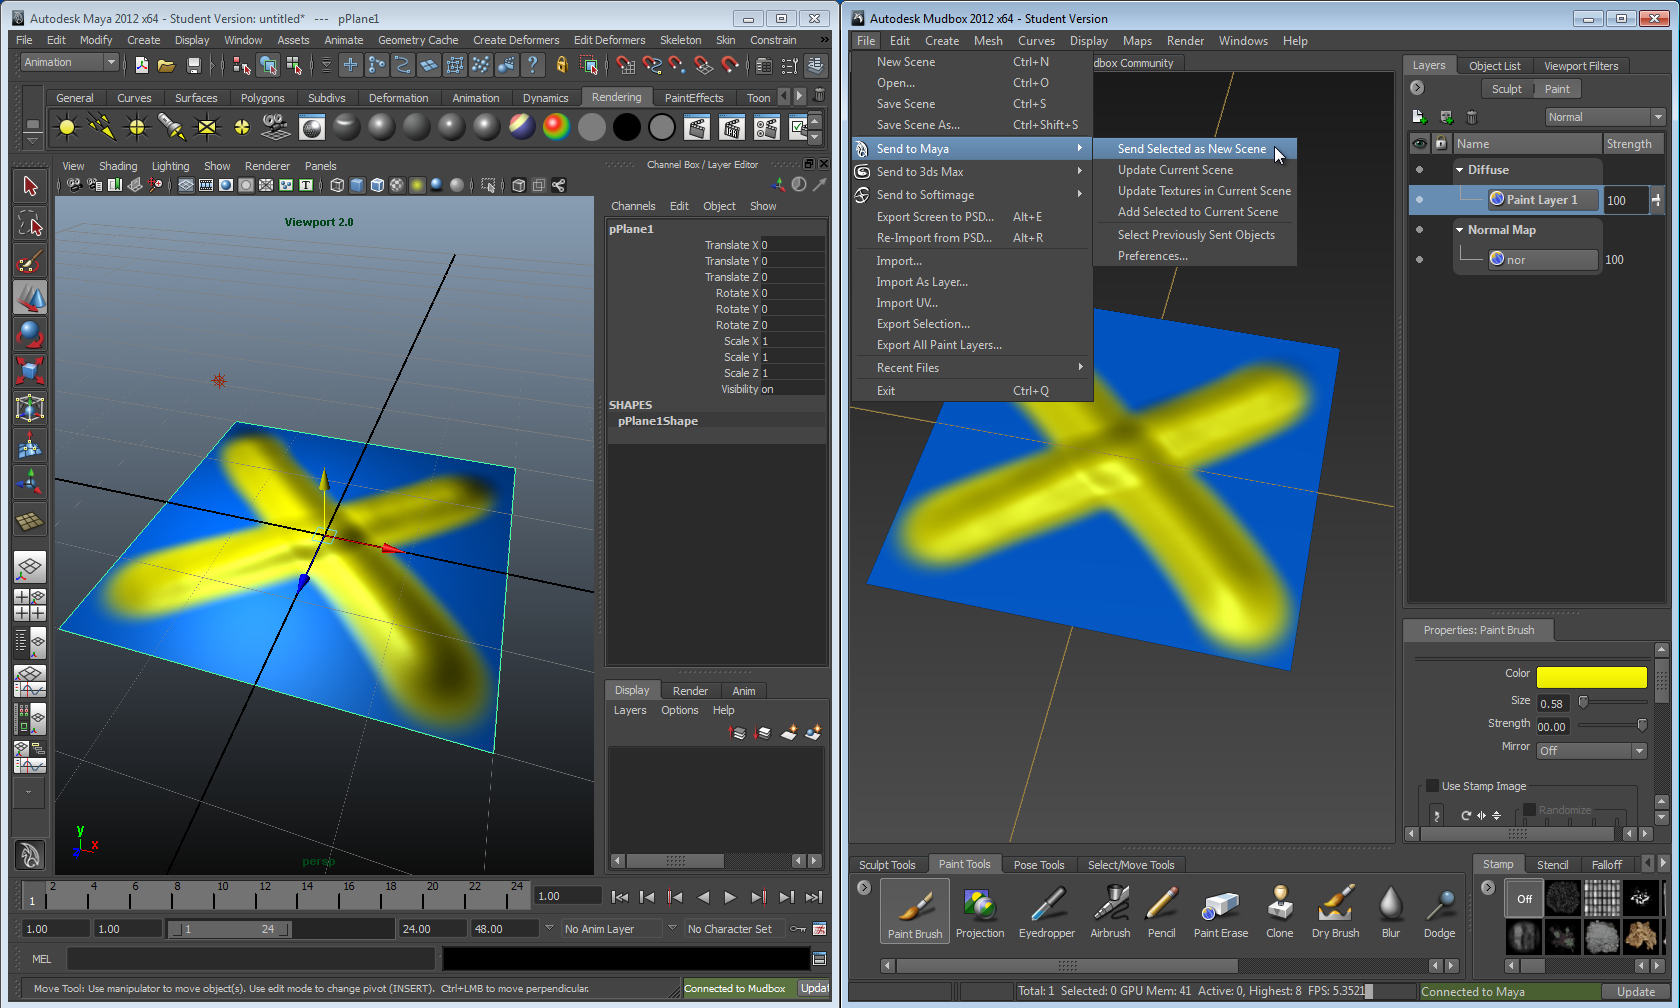 Autodesk Maya 2012 x64 - Student Version: untitled* --- pPlane1
File Edit Modify Create Display Window Assets Animate Geometry Cache Create Deformers Edit Deformers Skeleton Skin Constrain »
Animation
General Curves Surfaces Polygons Subdivs Deformation Animation Dynamics Rendering PaintEffects Toon
View Shading Lighting Show Renderer Panels
Viewport 2.0
persp
y
x
z
Channel Box / Layer Editor
Channels Edit Object Show
pPlane1
Translate X 0
Translate Y 0
Translate Z 0
Rotate X 0
Rotate Y 0
Rotate Z 0
Scale X 1
Scale Y 1
Scale Z 1
Visibility on
SHAPES
pPlane1Shape
Display Render Anim
Layers Options Help
1 2 4 6 8 10 12 14 16 18 20 22 24
1.00
1.00 1.00 1 24 24.00 48.00 No Anim Layer No Character Set
MEL
Move Tool: Use manipulator to move object(s). Use edit mode to change pivot (INSERT). Ctrl+LMB to move perpendicular.
Connected to Mudbox Updat
Autodesk Mudbox 2012 x64 - Student Version
File Edit Create Mesh Curves Display Maps Render Windows Help
dbox Community
New Scene Ctrl+N
Open... Ctrl+O
Save Scene Ctrl+S
Save Scene As... Ctrl+Shift+S
Send to Maya
Send to 3ds Max
Send to Softimage
Export Screen to PSD... Alt+E
Re-Import from PSD... Alt+R
Import...
Import As Layer...
Import UV...
Export Selection...
Export All Paint Layers...
Recent Files
Exit Ctrl+Q
Send Selected as New Scene
Update Current Scene
Update Textures in Current Scene
Add Selected to Current Scene
Select Previously Sent Objects
Preferences...
Layers Object List Viewport Filters
Sculpt Paint
Normal
Name Strength
Diffuse
Paint Layer 1 100
Normal Map
nor 100
Properties: Paint Brush
Color
Size 0.58
Strength 00.00
Mirror Off
Use Stamp Image
Randomize
Sculpt Tools Paint Tools Pose Tools Select/Move Tools
Paint Brush Projection Eyedropper Airbrush Pencil Paint Erase Clone Dry Brush Blur Dodge
Stamp Stencil Falloff
Off
Total: 1 Selected: 0 GPU Mem: 41 Active: 0, Highest: 8 FPS: 5.3521
Connected to Maya Update